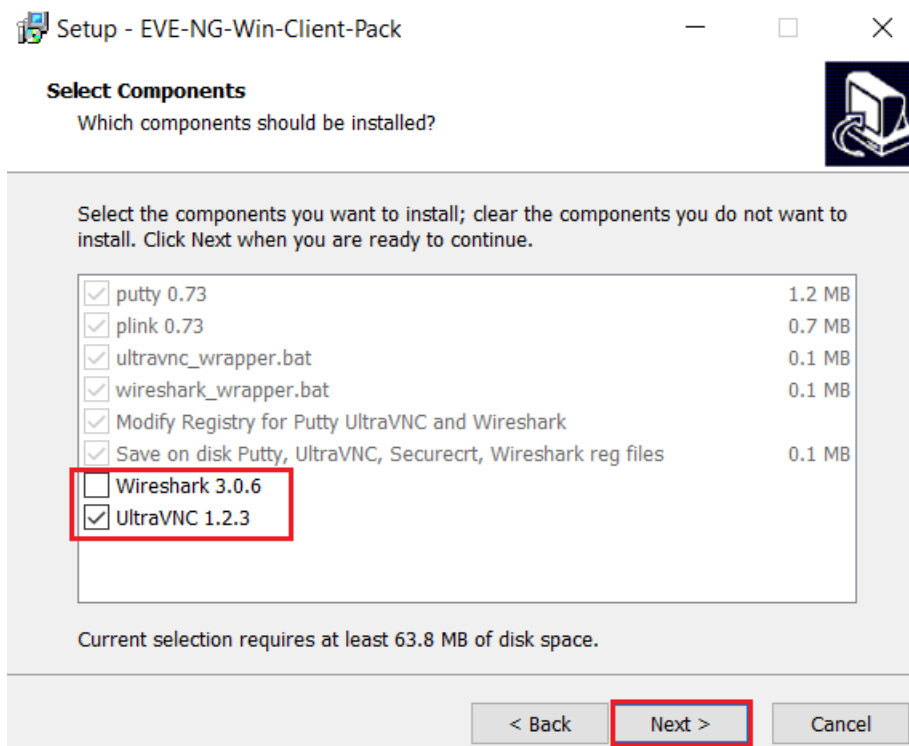 Setup - EVE-NG-Win-Client-Pack
Select Components
Which components should be installed?
Select the components you want to install; clear the components you do not want to
install. Click Next when you are ready to continue.
putty 0.73 1.2 MB
plink 0.73 0.7 MB
ultravnc_wrapper.bat 0.1 MB
wireshark_wrapper.bat 0.1 MB
Modify Registry for Putty UltraVNC and Wireshark
Save on disk Putty, UltraVNC, Securecrt, Wireshark reg files 0.1 MB
Wireshark 3.0.6
UltraVNC 1.2.3
Current selection requires at least 63.8 MB of disk space.
< Back Next > Cancel